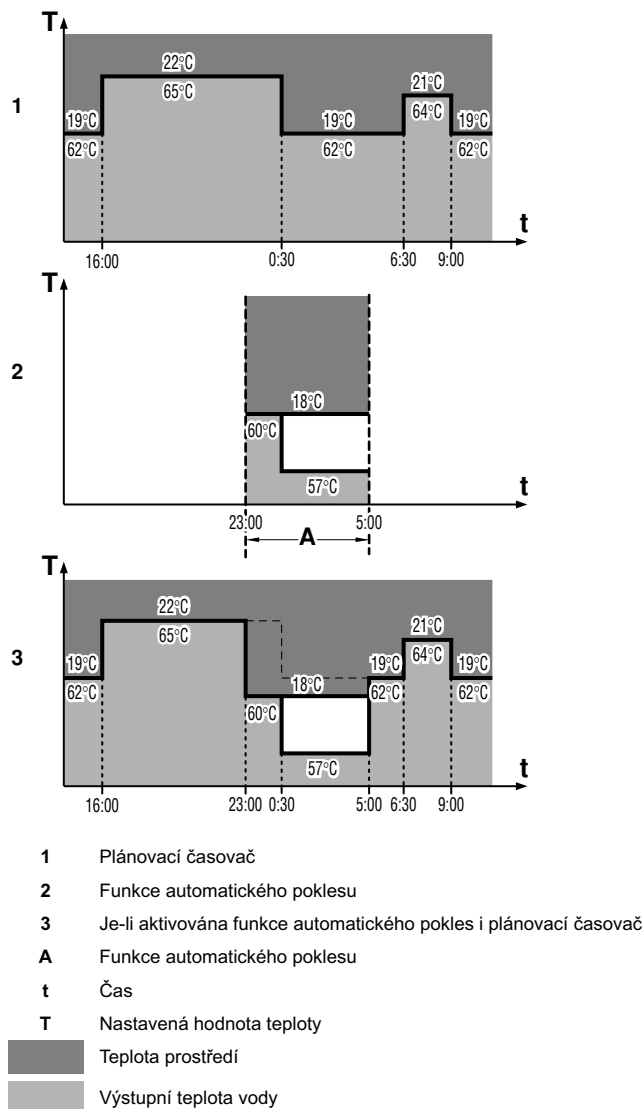 T
22°C
65°C
21°C
64°C
1
19°C
62°C
19°C
62°C
19°C
62°C
t
16:00 0:30 6:30 9:00
T
2
18°C
60°C
57°C
t
23:00 5:00
A
T
22°C
65°C
21°C
64°C
3
19°C
62°C
18°C
60°C
19°C
62°C
19°C
62°C
57°C
t
16:00 23:00 0:30 5:00 6:30 9:00
1 Plánovací časovač
2 Funkce automatického poklesu
3 Je-li aktivována funkce automatického pokles i plánovací časovač
A Funkce automatického poklesu
t Čas
T Nastavená hodnota teploty
Teplota prostředí
Výstupní teplota vody